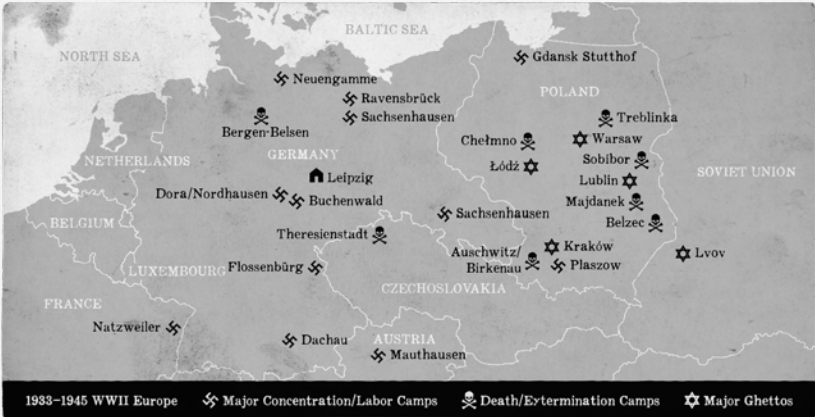 BALTIC SEA
NORTH SEA
Gdansk Stutthof
Neuengamme
POLAND
Ravensbrück
Sachsenhausen
Treblinka
Bergen-Belsen
Chełmno
Warsaw
GERMANY
NETHERLANDS
Sobíbor
Łódź
SOVIET UNION
Leipzig
Lublin
Dora/Nordhausen
Buchenwald
Majdanek
Sachsenhausen
BELGIUM
Belzec
Theresienstadt
Kraków
Auschwitz/
Birkenau
Lvov
Plaszow
LUXEMBOURG
Flossenbürg
CZECHOSLOVAKIA
FRANCE
Natzweiler
Dachau
AUSTRIA
Mauthausen
1933–1945 WWII Europe Major Concentration/Labor Camps Death/Eytermination Camps Major Ghettos